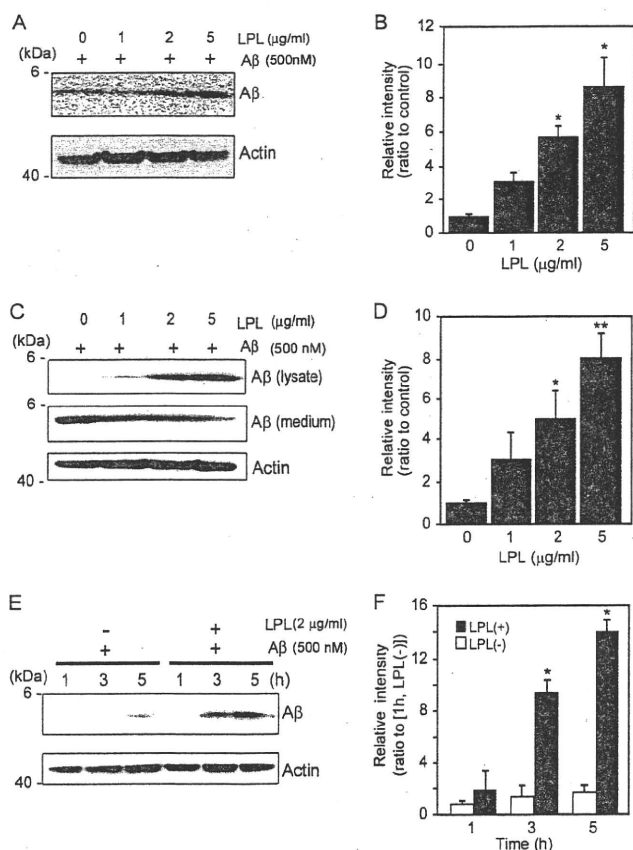 A
0 1 2 5 LPL (μg/ml)
(kDa) + + + + Aβ (500nM)
6 -
Aβ
Actin
40 -
B
Relative intensity
(ratio to control)
12
10
8
6
4
2
0
*
*
0 1 2 5
LPL (μg/ml)
C
0 1 2 5 LPL (μg/ml)
(kDa) + + + + Aβ (500 nM)
6 -
Aβ (lysate)
6 -
Aβ (medium)
Actin
40 -
D
Relative intensity
(ratio to control)
10
8
6
4
2
0
*
**
0 1 2 5
LPL (μg/ml)
E
- + LPL(2 μg/ml)
+ + Aβ (500 nM)
(kDa) 1 3 5 1 3 5 (h)
6 -
Aβ
Actin
40 -
F
Relative intensity
(ratio to [1h, LPL(-)])
16
12
8
4
0
LPL(+)
LPL(-)
*
*
1 3 5
Time (h)